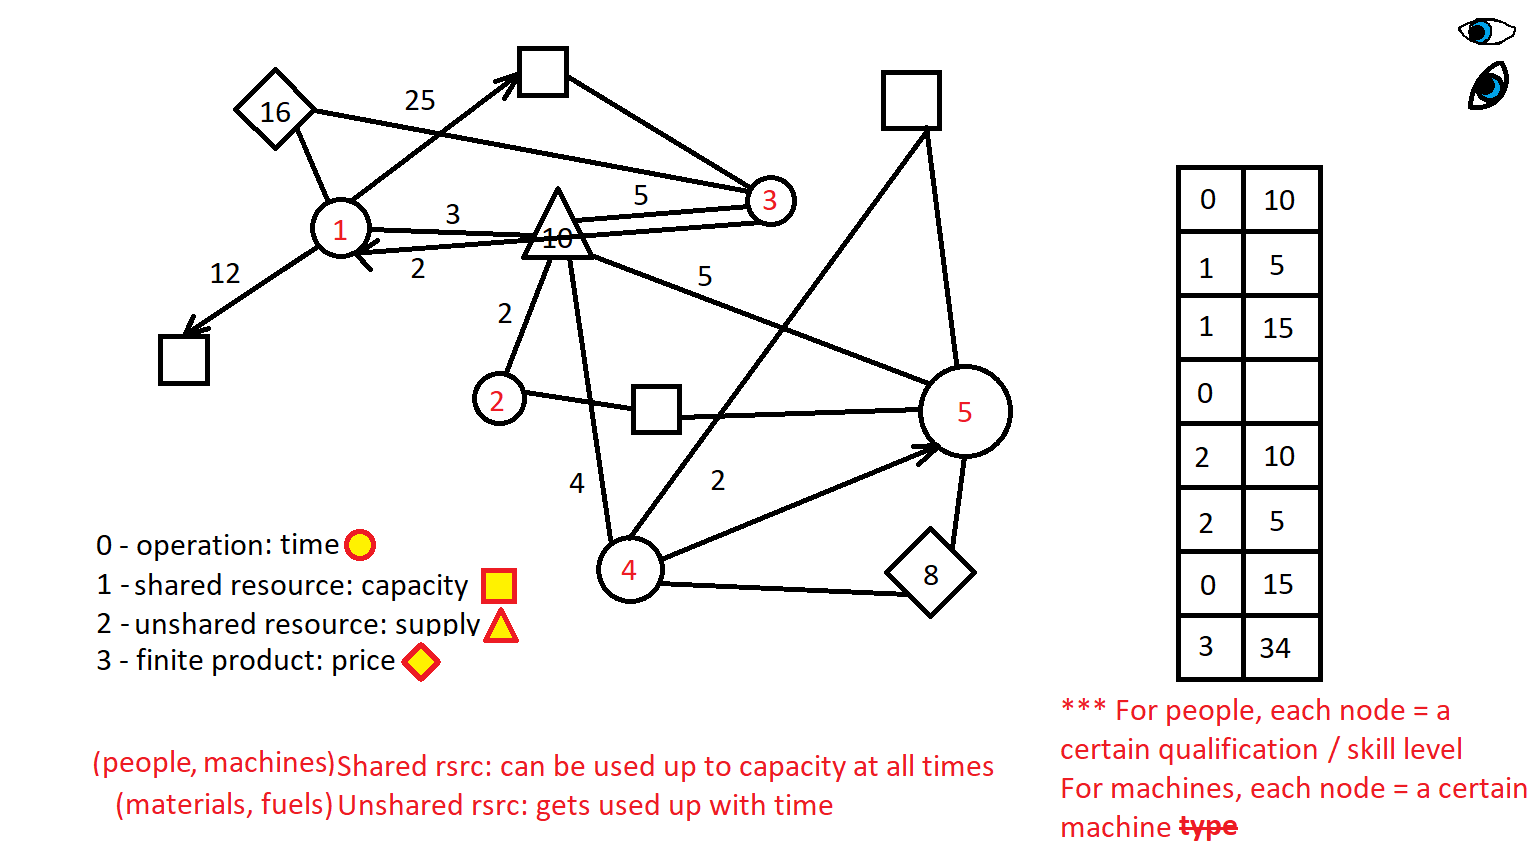 25
16
5
3
3
1
10
2
12
5
2
2
5
4
2
4
8
0 10
1 5
1 15
0
2 10
2 5
0 15
3 34
0 - operation: time
1 - shared resource: capacity
2 - unshared resource: supply
3 - finite product: price
(people, machines) Shared rsrc: can be used up to capacity at all times
(materials, fuels) Unshared rsrc: gets used up with time
*** For people, each node = a
certain qualification / skill level
For machines, each node = a certain
machine type